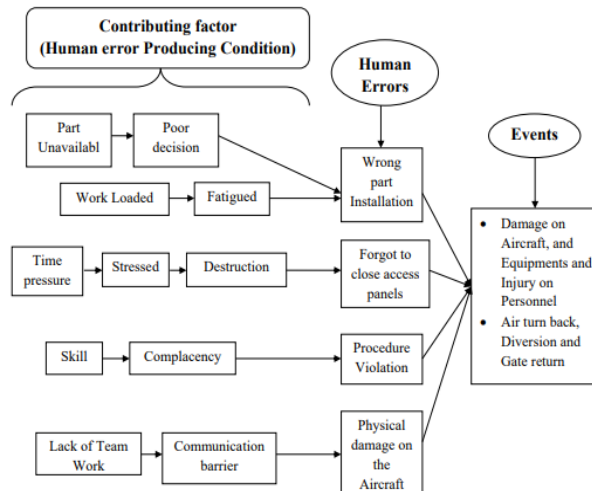 Contributing factor
(Human error Producing Condition)
Human
Errors
Events
Part
Unavailabl
Poor
decision
Work Loaded
Fatigued
Wrong
part
Installation
Time
pressure
Stressed
Destruction
Forgot to
close access
panels
Skill
Complacency
Procedure
Violation
Lack of Team
Work
Communication
barrier
Physical
damage on
the
Aircraft
• Damage on
Aircraft, and
Equipments and
Injury on
Personnel
• Air turn back,
Diversion and
Gate return